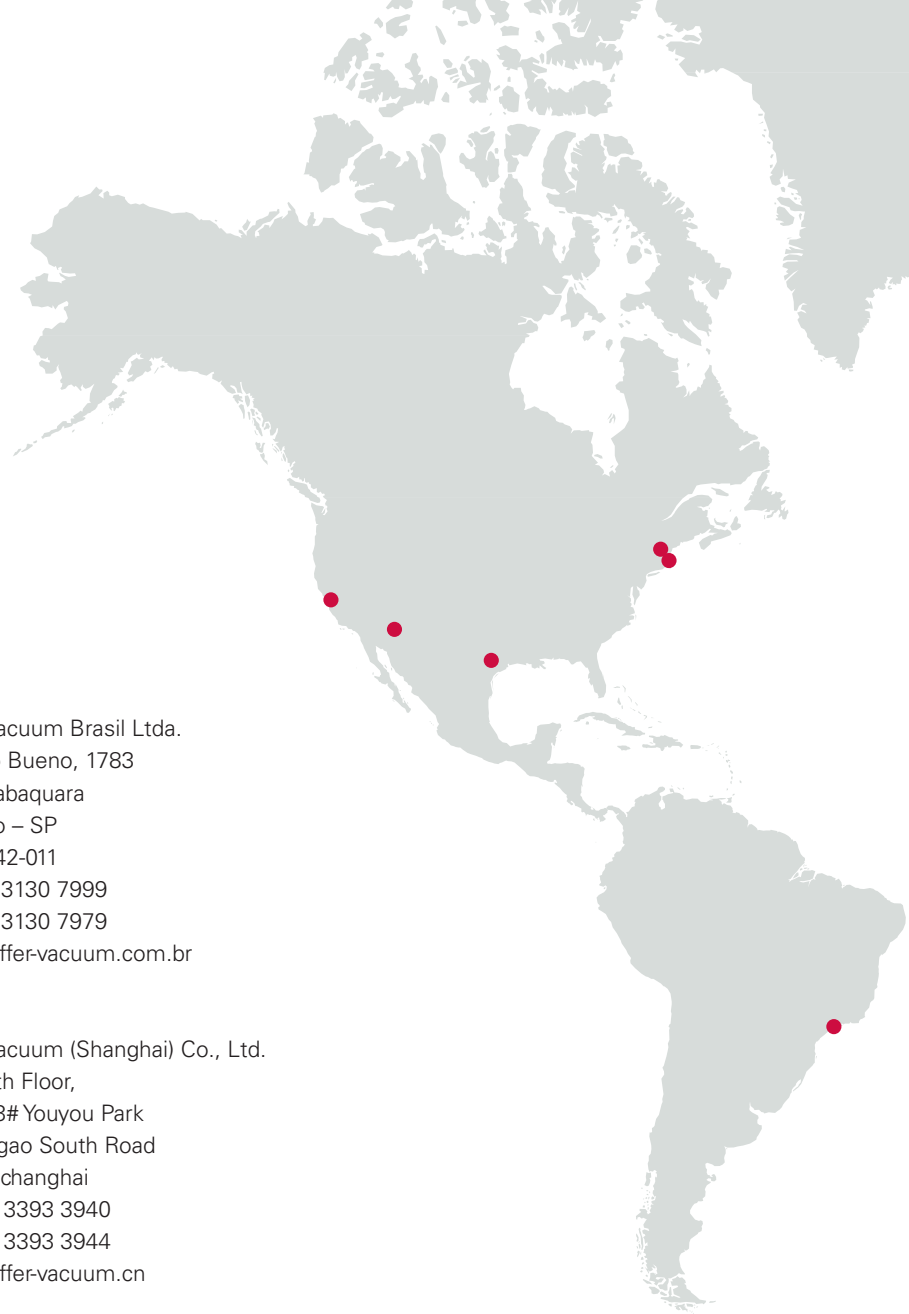 acuum Brasil Ltda.
Bueno, 1783
abaquara
o – SP
42-011
3130 7999
3130 7979
ffer-vacuum.com.br
acuum (Shanghai) Co., Ltd.
th Floor,
3# Youyou Park
gao South Road
changhai
3393 3940
3393 3944
ffer-vacuum.cn